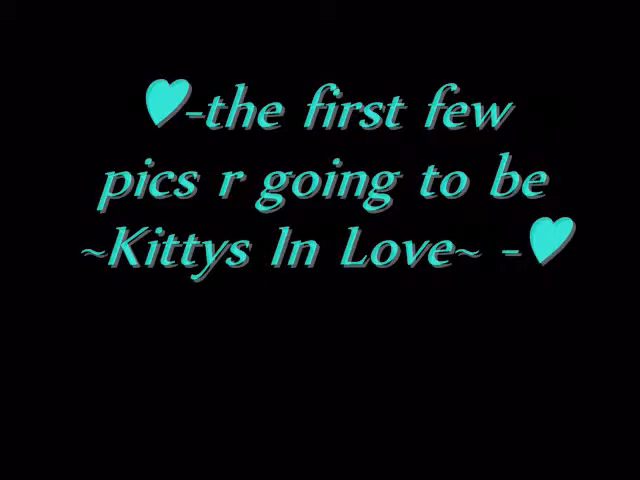 ♥-the first few
pics r going to be
~Kittys In Love~ -♥